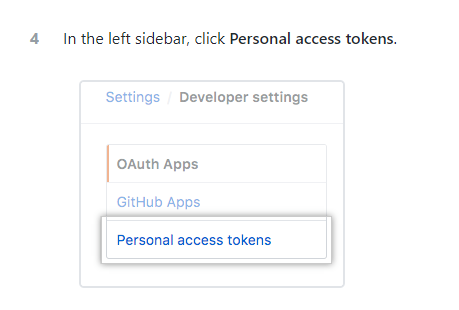 4 In the left sidebar, click Personal access tokens.
Settings / Developer settings
OAuth Apps
GitHub Apps
Personal access tokens